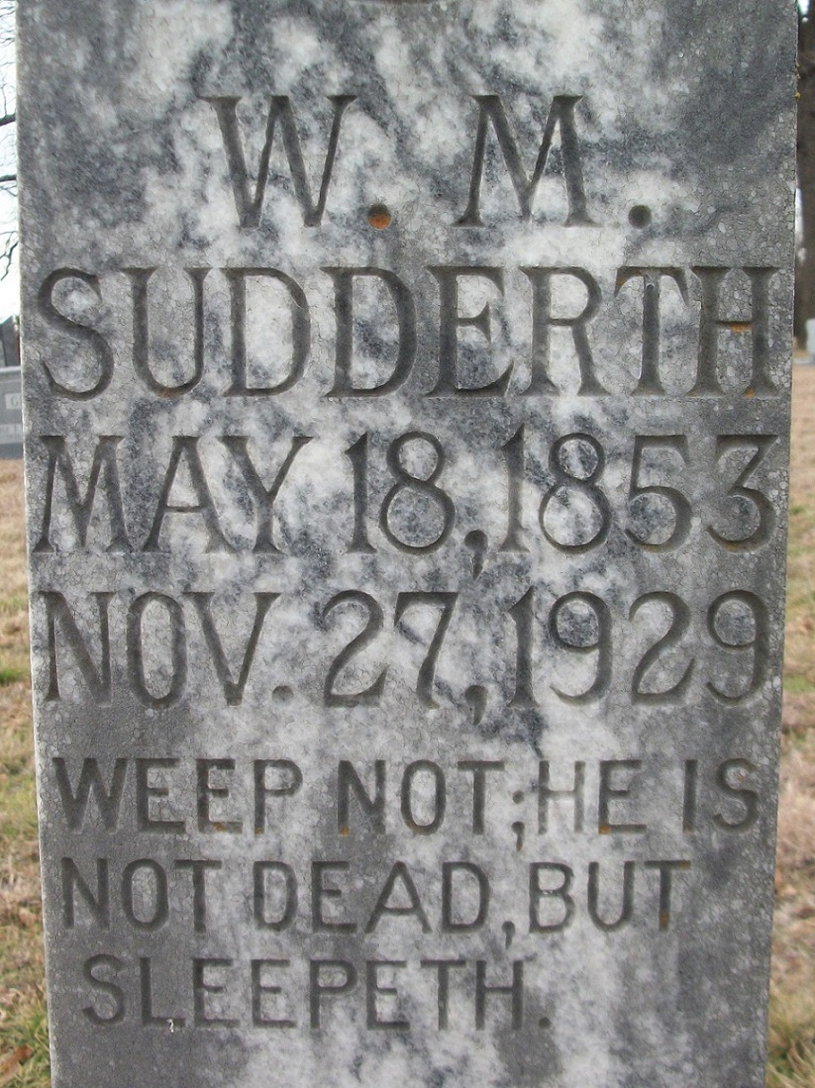 W. M.
SUDDERTH
MAY 18, 1853
NOV. 27, 1929
WEEP NOT; HE IS
NOT DEAD, BUT
SLEEPETH.